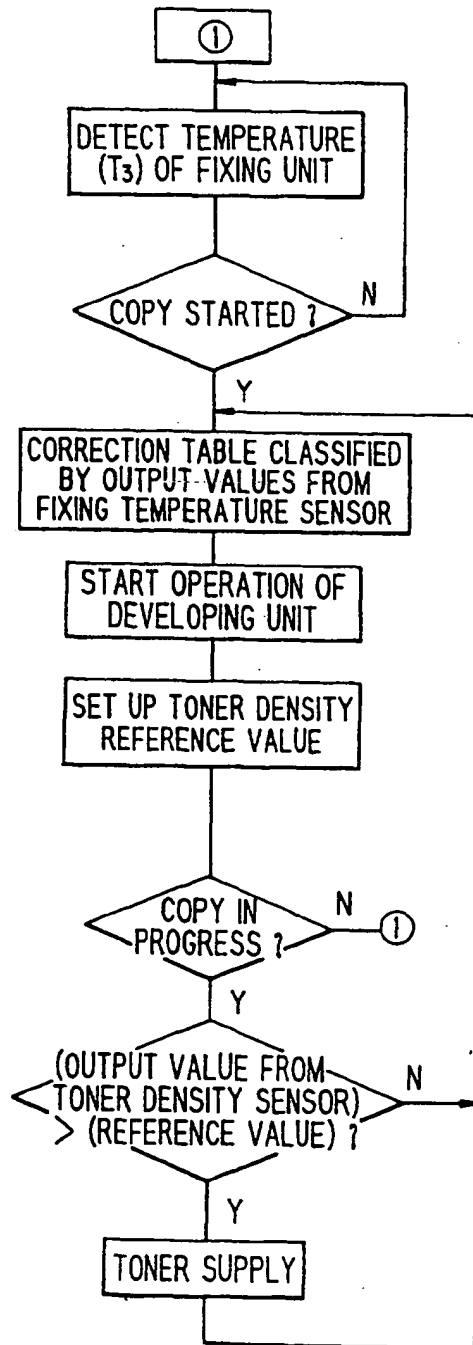 ①
DETECT TEMPERATURE
(T3) OF FIXING UNIT
COPY STARTED ?
N
Y
CORRECTION TABLE CLASSIFIED
BY OUTPUT VALUES FROM
FIXING TEMPERATURE SENSOR
START OPERATION OF
DEVELOPING UNIT
SET UP TONER DENSITY
REFERENCE VALUE
COPY IN
PROGRESS ?
N
①
Y
(OUTPUT VALUE FROM
TONER DENSITY SENSOR)
> (REFERENCE VALUE) ?
N
Y
TONER SUPPLY